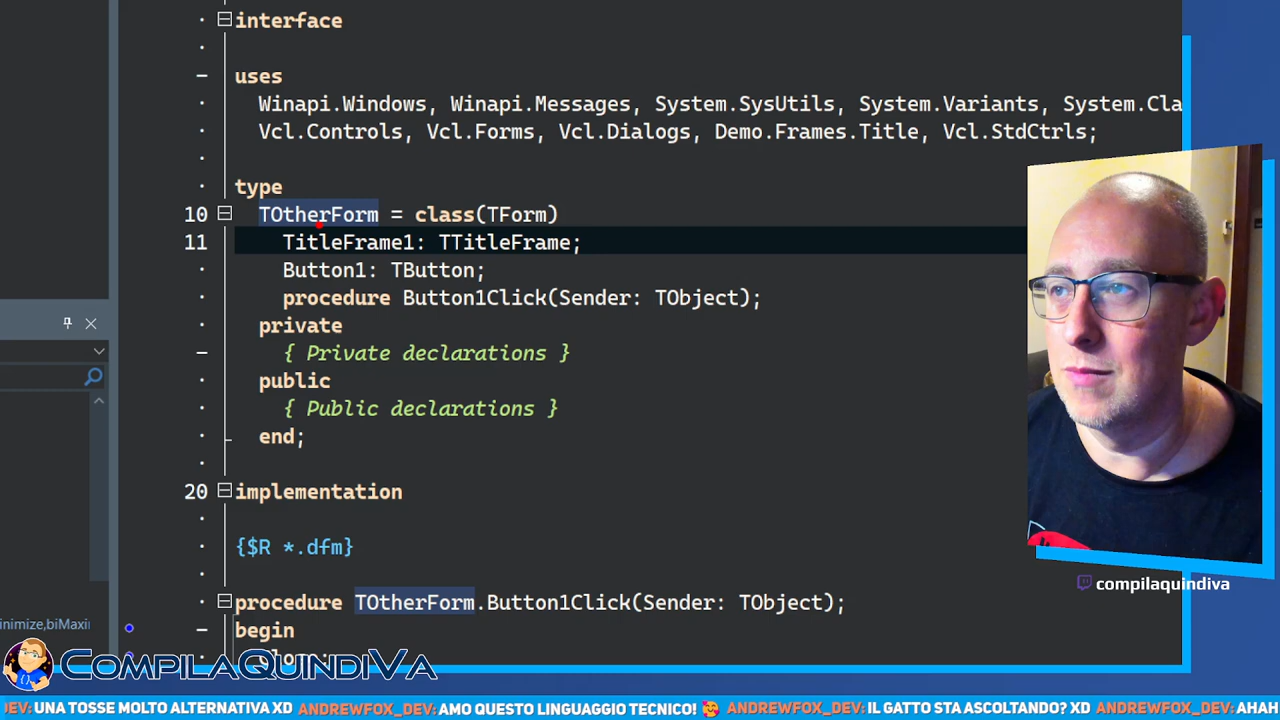 interface
uses
Winapi.Windows, Winapi.Messages, System.SysUtils, System.Variants, System.Cla
Vcl.Controls, Vcl.Forms, Vcl.Dialogs, Demo.Frames.Title, Vcl.StdCtrls;
type
10 TOtherForm = class(TForm)
11 TitleFrame1: TTitleFrame;
Button1: TButton;
procedure Button1Click(Sender: TObject);
private
{ Private declarations }
public
{ Public declarations }
end;
20 implementation
{$R *.dfm}
procedure TOtherForm.Button1Click(Sender: TObject);
begin
inimize,biMaxi
compilaquindiva
COMPILAQUINDIVA
DEV: UNA TOSSE MOLTO ALTERNATIVA XD ANDREWFOX_DEV: AMO QUESTO LINGUAGGIO TECNICO! 🥰 ANDREWFOX_DEV: IL GATTO STA ASCOLTANDO? XD ANDREWFOX_DEV: AHAH